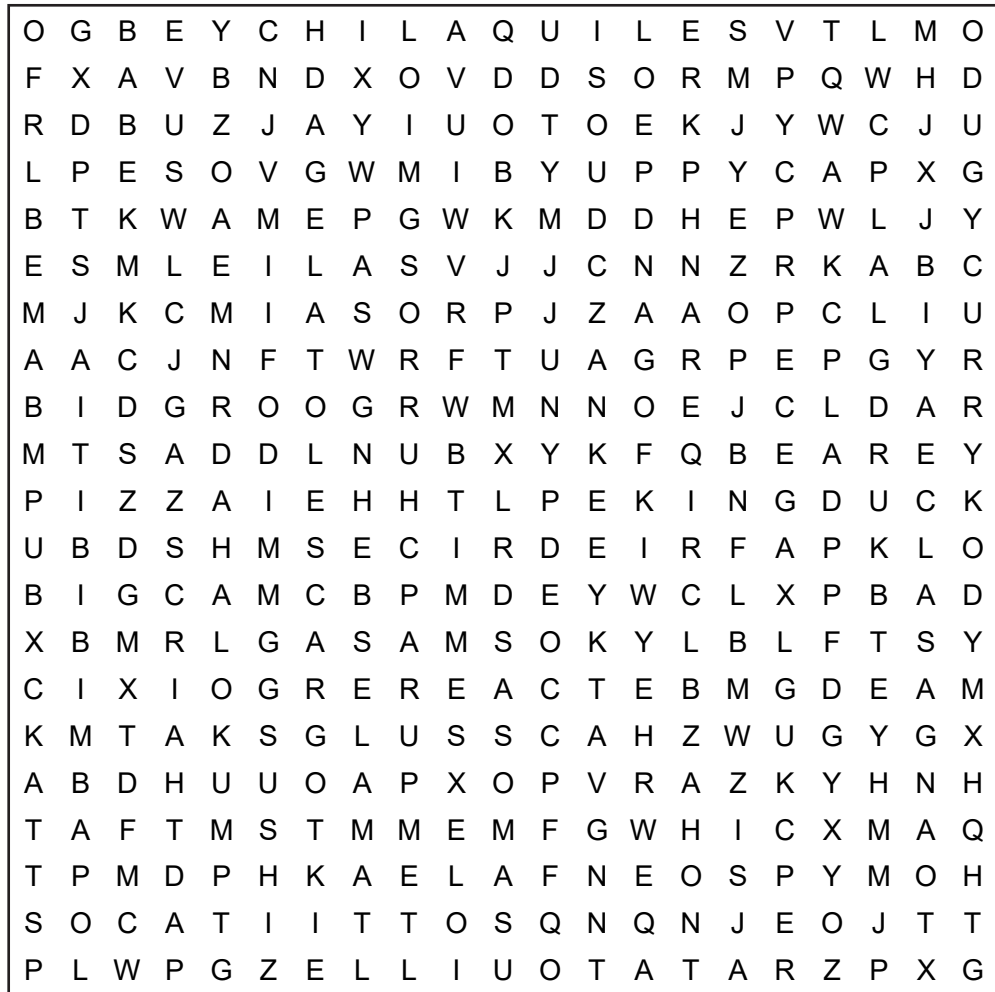 O G B E Y C H I L A Q U I L E S V T L M O
F X A V B N D X O V D D S O R M P Q W H D
R D B U Z J A Y I U O T O E K J Y W C J U
L P E S O V G W M I B Y U P P Y C A P X G
B T K W A M E P G W K M D D H E P W L J Y
E S M L E I L A S V J J C N N Z R K A B C
M J K C M I A S O R P J Z A A O P C L I U
A A C J N F T W R F T U A G R P E P G Y R
B I D G R O O G R W M N N O E J C L D A R
M T S A D D L N U B X Y K F Q B E A R E Y
P I Z Z A I E H H T L P E K I N G D U C K
U B D S H M S E C I R D E I R F A P K L O
B I G C A M C B P M D E Y W C L X P B A D
X B M R L G A S A M S O K Y L B L F T S Y
C I X I O G R E R E A C T E B M G D E A M
K M T A K S G L U S S C A H Z W U G Y G X
A B D H U U O A P X O P V R A Z K Y H N H
T A F T M S T M M E M F G W H I C X M A Q
T P M D P H K A E L A F N E O S P Y M O H
S O C A T I I T T O S Q N Q N J E O J T T
P L W P G Z E L L I U O T A T A R Z P X G